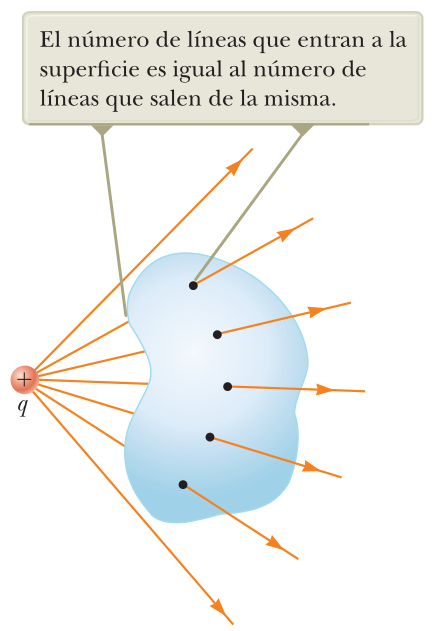 El número de líneas que entran a la
superficie es igual al número de
líneas que salen de la misma.
+
q